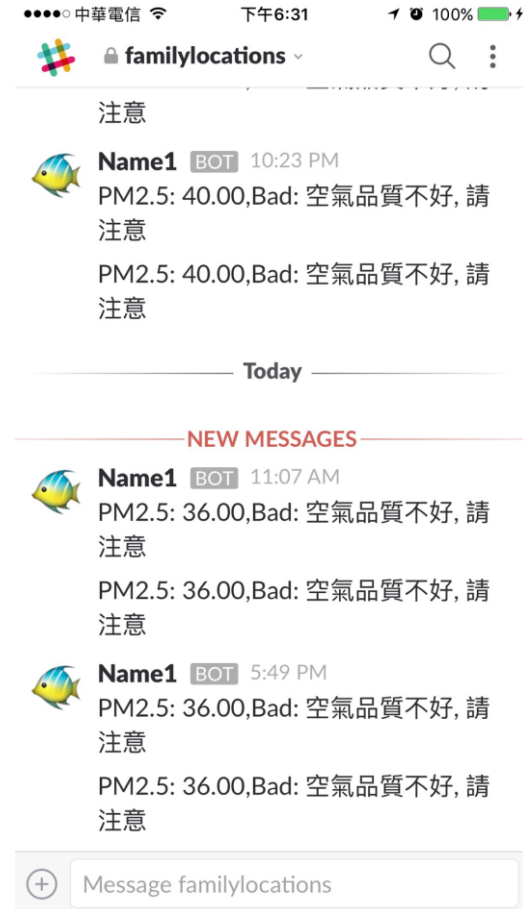 中華電信 下午6:31 100%
familylocations
注意
Name1 BOT 10:23 PM
PM2.5: 40.00,Bad: 空氣品質不好, 請
注意
PM2.5: 40.00,Bad: 空氣品質不好, 請
注意
Today
NEW MESSAGES
Name1 BOT 11:07 AM
PM2.5: 36.00,Bad: 空氣品質不好, 請
注意
PM2.5: 36.00,Bad: 空氣品質不好, 請
注意
Name1 BOT 5:49 PM
PM2.5: 36.00,Bad: 空氣品質不好, 請
注意
PM2.5: 36.00,Bad: 空氣品質不好, 請
注意
Message familylocations